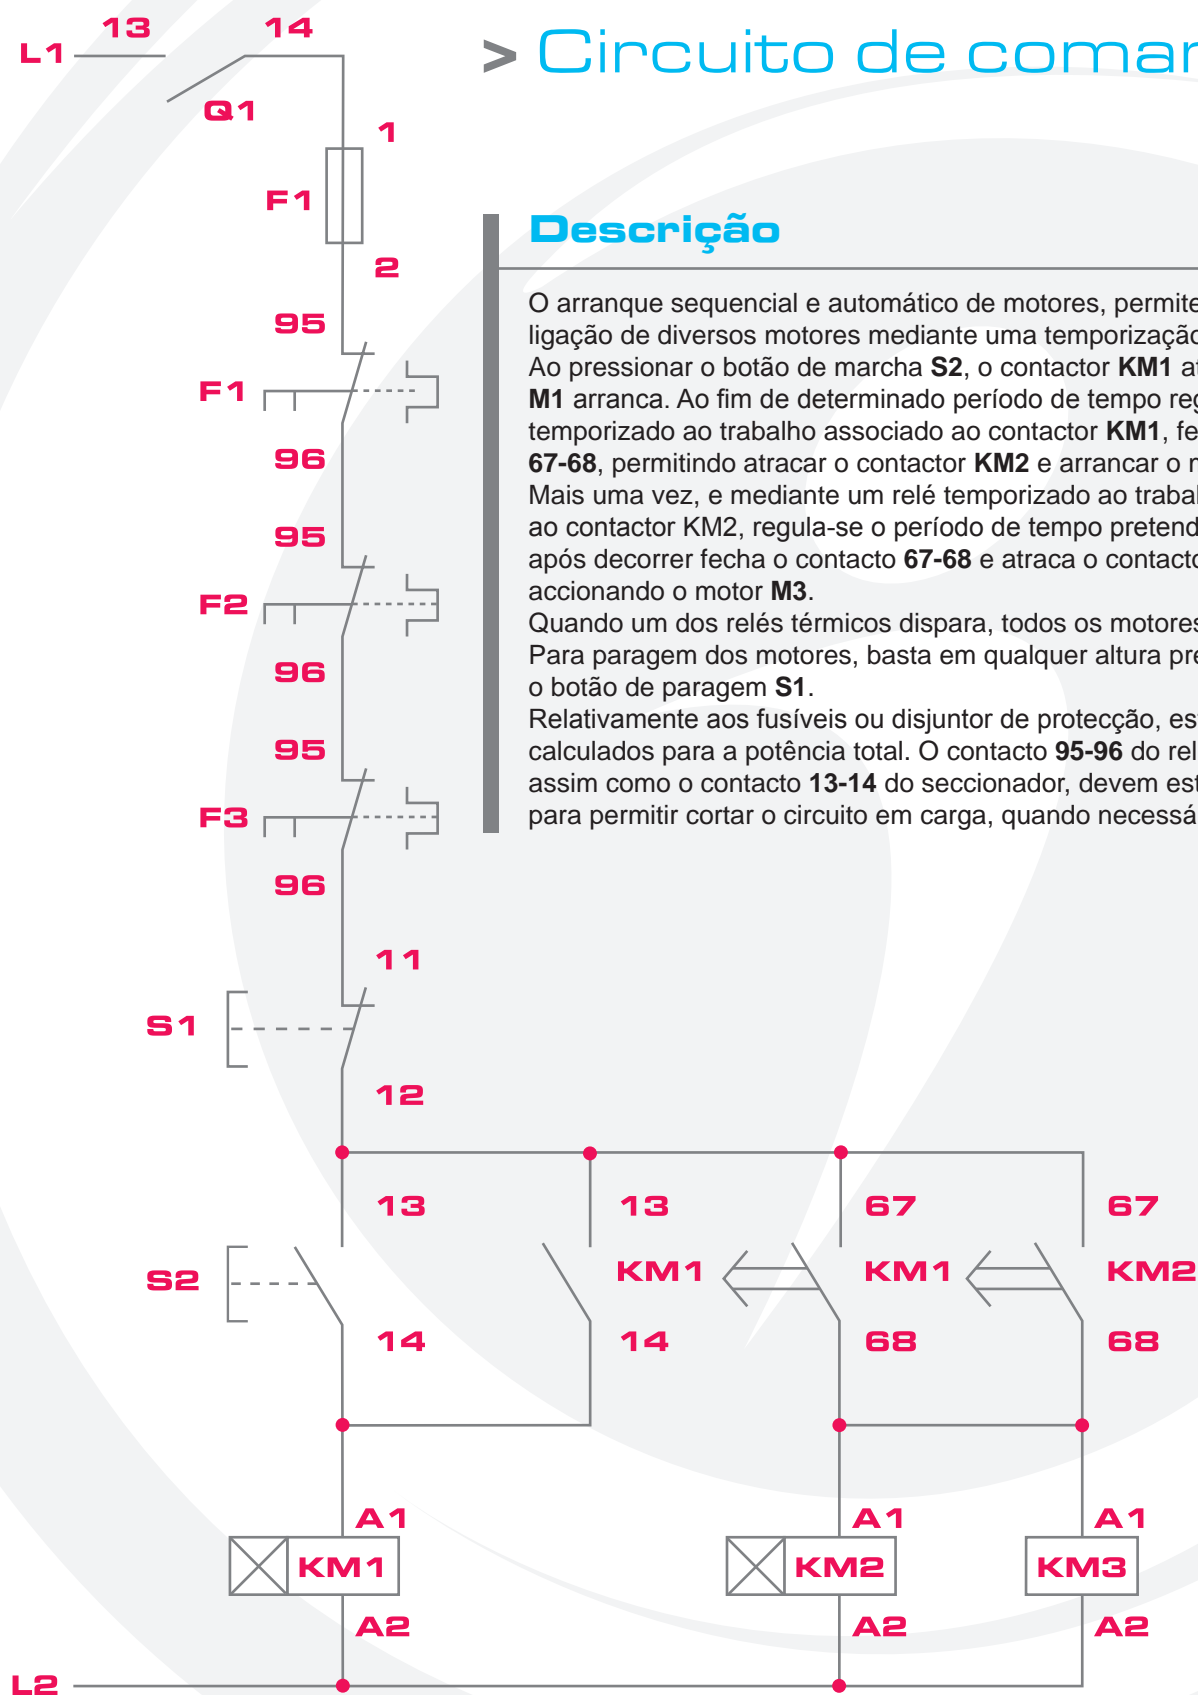 13 14
L1
> Circuito de comar
Q1
1
F1
2
Descrição
O arranque sequencial e automático de motores, permite
ligação de diversos motores mediante uma temporização
Ao pressionar o botão de marcha S2, o contactor KM1 at
M1 arranca. Ao fim de determinado período de tempo reg
temporizado ao trabalho associado ao contactor KM1, fe
67-68, permitindo atracar o contactor KM2 e arrancar o m
Mais uma vez, e mediante um relé temporizado ao trabal
ao contactor KM2, regula-se o período de tempo pretend
após decorrer fecha o contacto 67-68 e atraca o contacto
accionando o motor M3.
Quando um dos relés térmicos dispara, todos os motores
Para paragem dos motores, basta em qualquer altura pre
o botão de paragem S1.
Relativamente aos fusíveis ou disjuntor de protecção, es
calculados para a potência total. O contacto 95-96 do rel
assim como o contacto 13-14 do seccionador, devem est
para permitir cortar o circuito em carga, quando necessá
95
F1
96
95
F2
96
95
F3
96
11
S1
12
13 13 67 67
S2 KM1 KM1 KM2
14 14 68 68
A1 A1 A1
KM1 KM2 KM3
A2 A2 A2
L2